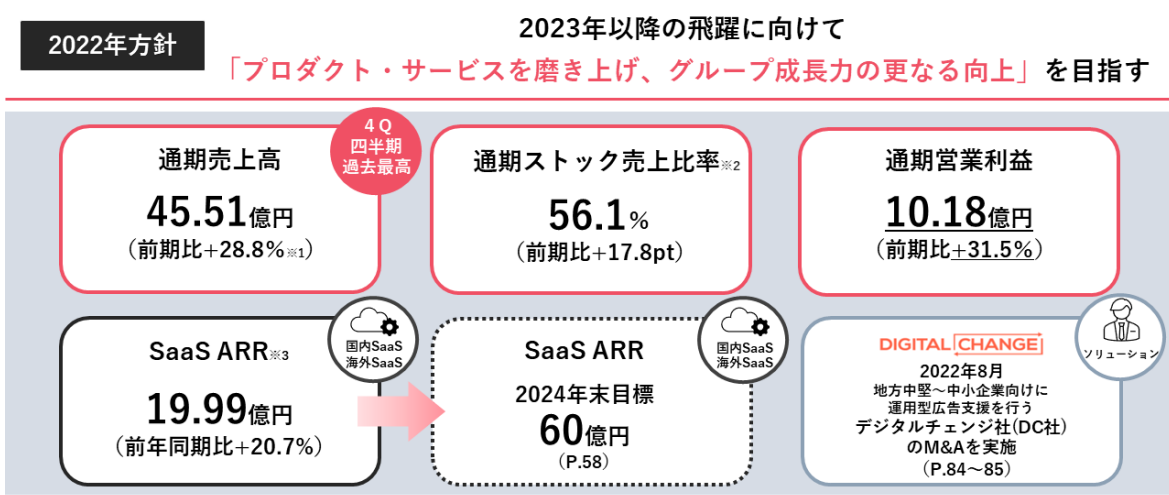 2022年方針
2023年以降の飛躍に向けて
「プロダクト・サービスを磨き上げ、グループ成長力の更なる向上」を目指す
通期売上高
45.51億円
(前期比+28.8%※1)
4Q
四半期
過去最高
通期ストック売上比率※2
56.1%
(前期比+17.8pt)
通期営業利益
10.18億円
(前期比+31.5%)
SaaS ARR※3
19.99億円
(前年同期比+20.7%)
国内SaaS
海外SaaS
SaaS ARR
2024年末目標
60億円
(P.58)
国内SaaS
海外SaaS
DIGITAL CHANGE
2022年8月
地方中堅～中小企業向けに
運用型広告支援を行う
デジタルチェンジ社(DC社)
のM&Aを実施
(P.84～85)
ソリューション